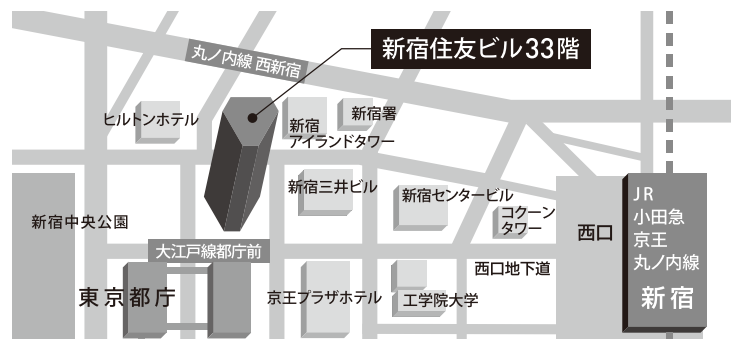 新宿住友ビル33階
丸ノ内線 西新宿
ヒルトンホテル
新宿
アイランドタワー
新宿署
新宿三井ビル
新宿センタービル
コクーン
タワー
新宿中央公園
大江戸線都庁前
西口
JR
小田急
京王
丸ノ内線
新宿
西口地下道
東京都庁
京王プラザホテル
工学院大学